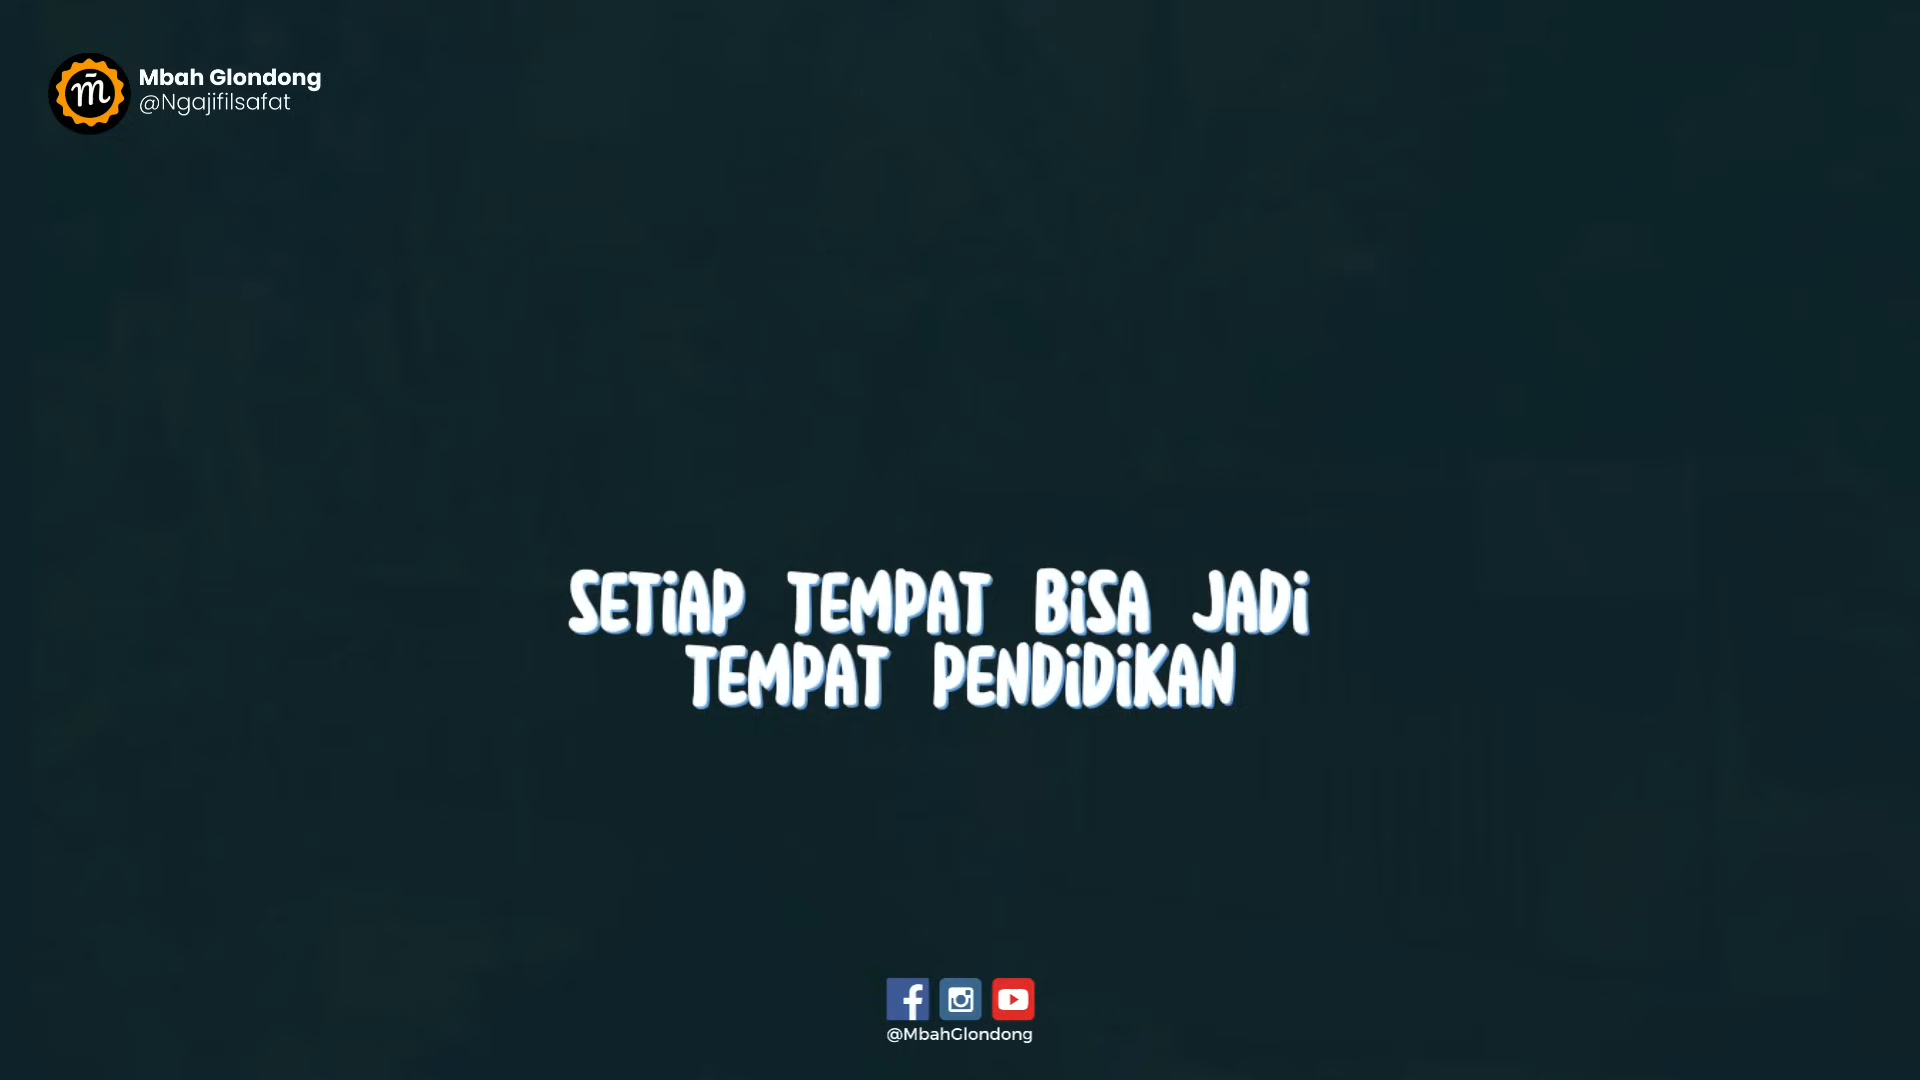 Mbah Glondong
@Ngajifilsafat
SETiAP TEMPAT BiSA JADi
TEMPAT PENDiDiKAN
@MbahGlondong